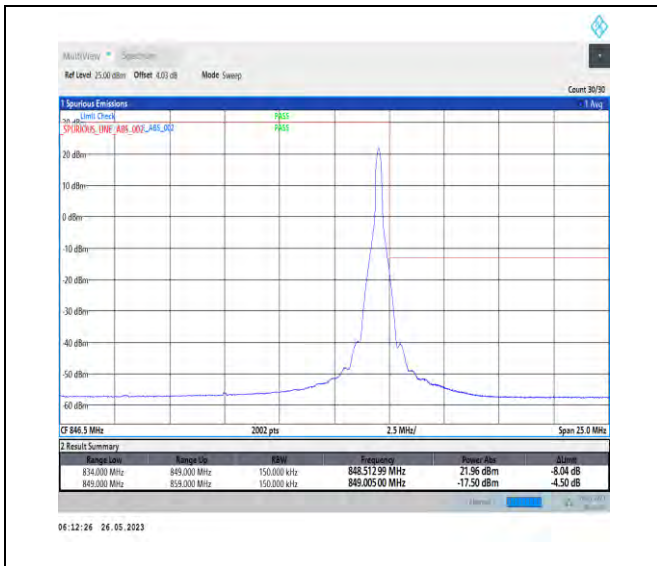 MultiView Spectrum
Ref Level 25.00 dBm Offset 4.03 dB Mode Sweep
Count 30/30
1 Spurious Emissions 1 Avg
Limit Check PASS
_SPURIOUS_LINE_ABS_002 _ABS_002 PASS
20 dBm
10 dBm
0 dBm
-10 dBm
-20 dBm
-30 dBm
-40 dBm
-50 dBm
-60 dBm
CF 846.5 MHz 2002 pts 2.5 MHz/ Span 25.0 MHz
2 Result Summary
Range Low Range Up RBW Frequency Power Abs ΔLimit
834.000 MHz 849.000 MHz 150.000 kHz 848.51299 MHz 21.96 dBm -8.04 dB
849.000 MHz 859.000 MHz 150.000 kHz 849.00500 MHz -17.50 dBm -4.50 dB
06:12:26 26.05.2023